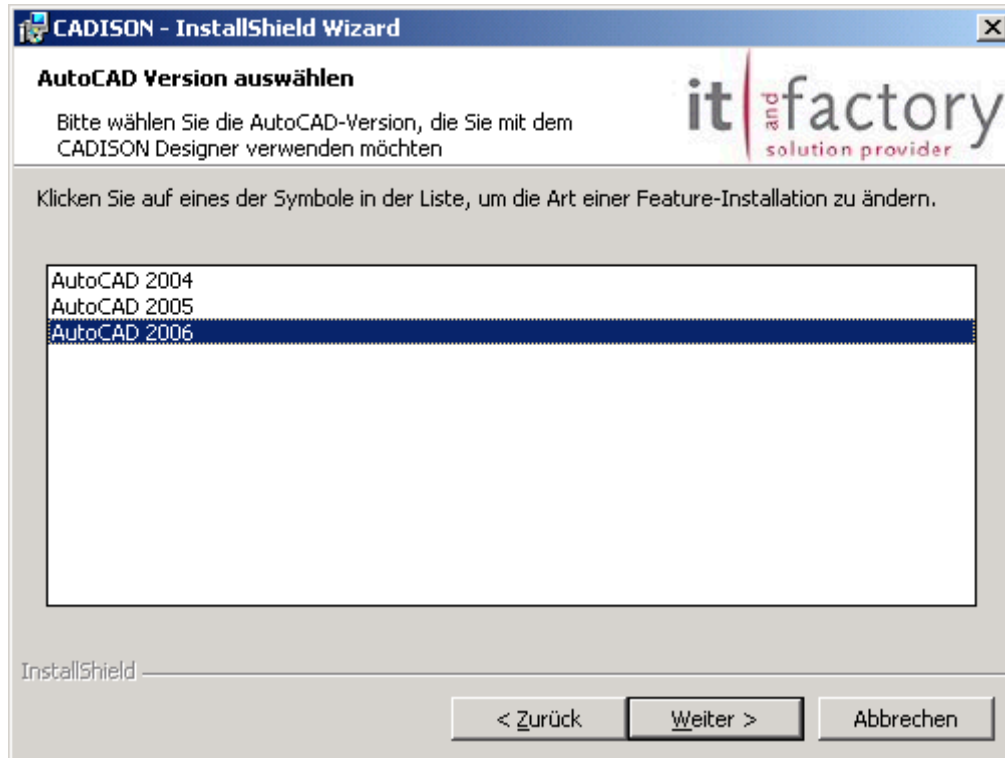 CADISON - InstallShield Wizard
AutoCAD Version auswählen
Bitte wählen Sie die AutoCAD-Version, die Sie mit dem
CADISON Designer verwenden möchten
it and factory
solution provider
Klicken Sie auf eines der Symbole in der Liste, um die Art einer Feature-Installation zu ändern.
AutoCAD 2004
AutoCAD 2005
AutoCAD 2006
InstallShield
< Zurück
Weiter >
Abbrechen